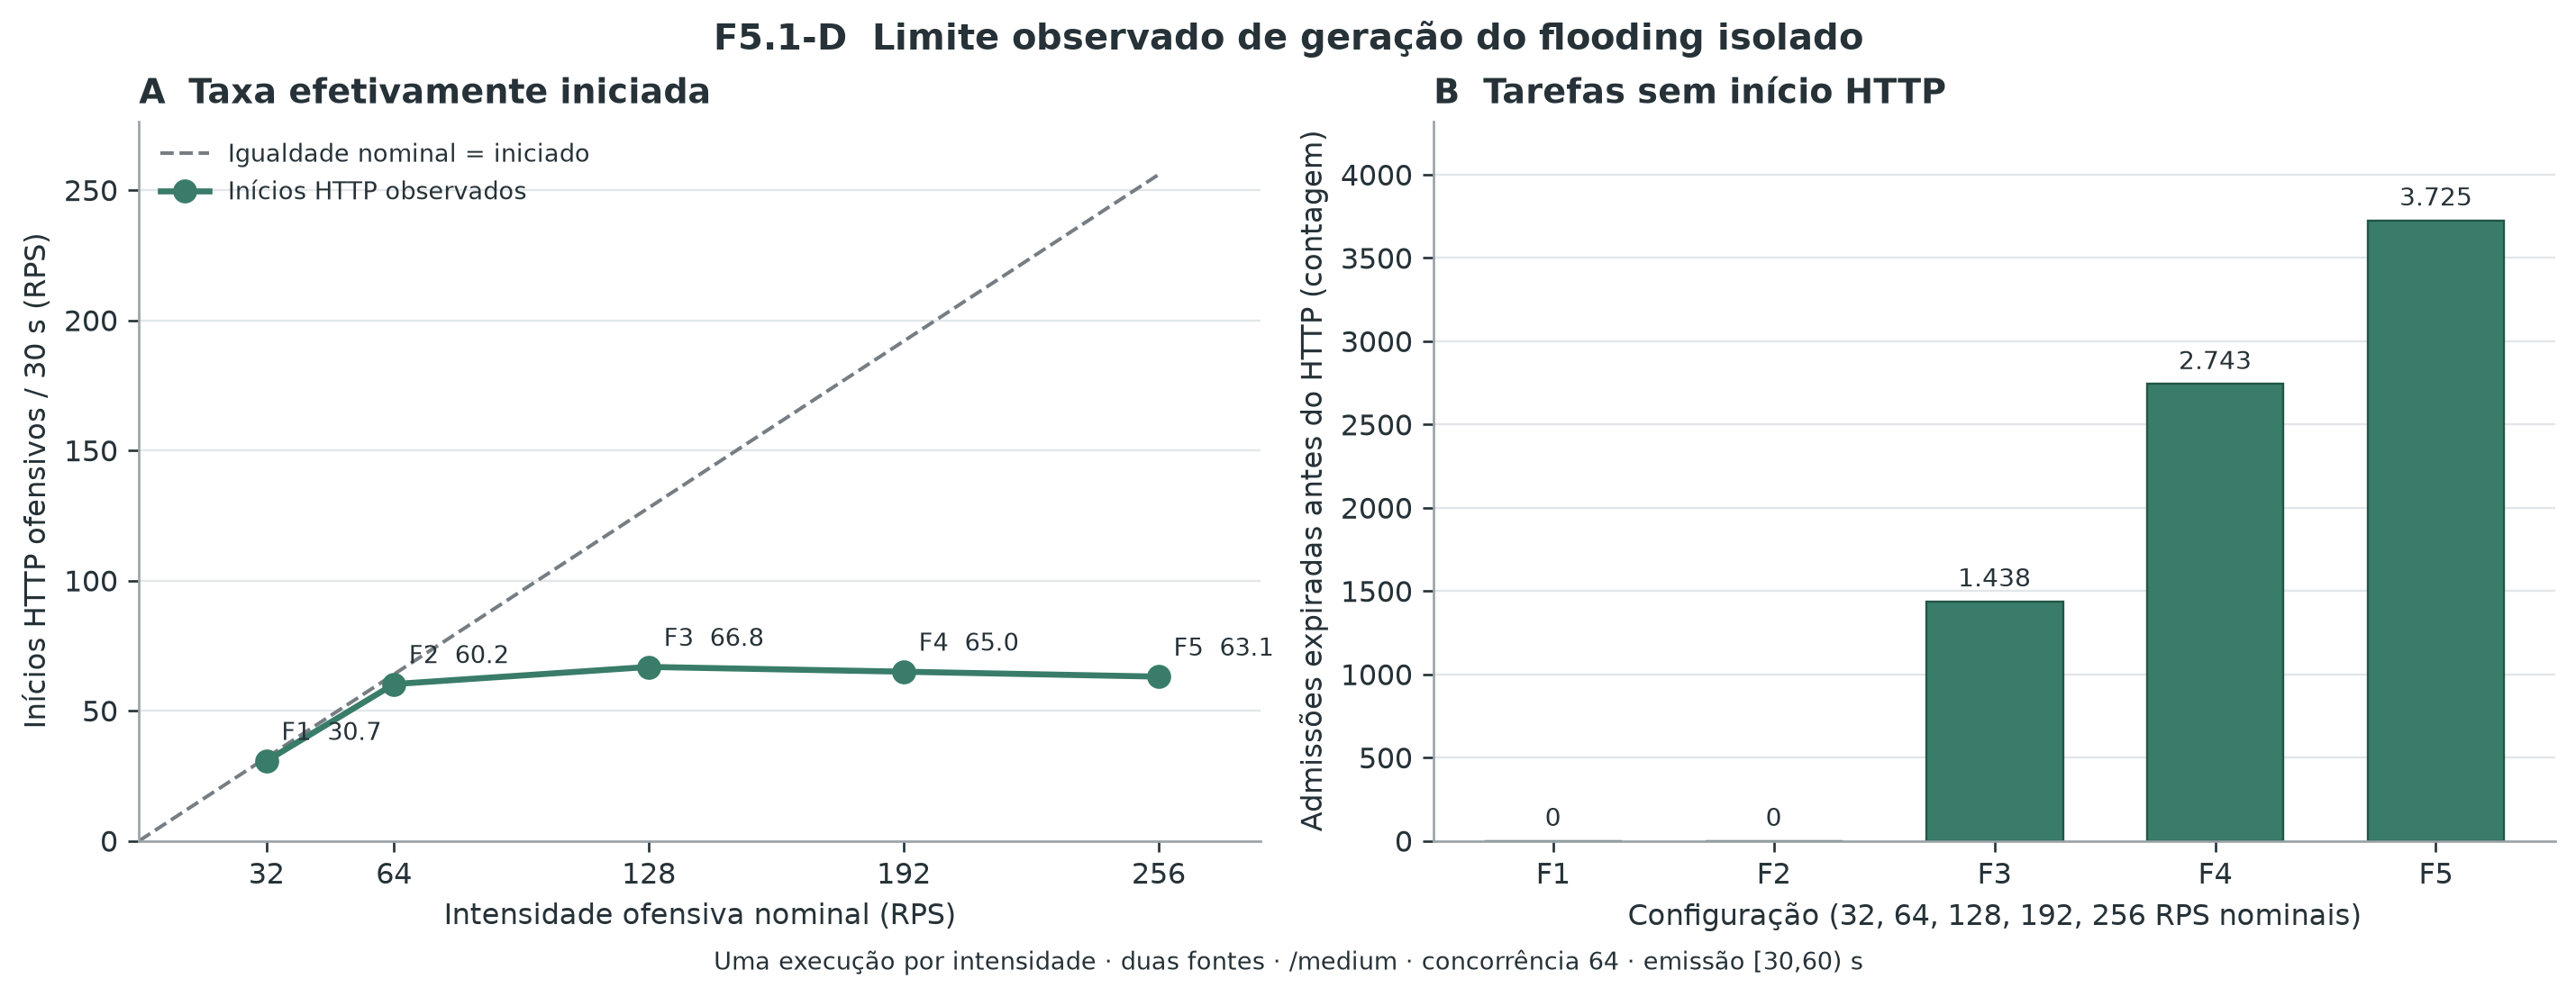 F5.1-D  Limite observado de geração do flooding isolado
A  Taxa efetivamente iniciada
Igualdade nominal = iniciado
Inícios HTTP observados
Inícios HTTP ofensivos / 30 s (RPS)
250
200
150
100
50
0
F1  30.7
F2  60.2
F3  66.8
F4  65.0
F5  63.1
32
64
128
192
256
Intensidade ofensiva nominal (RPS)
B  Tarefas sem início HTTP
Admissões expiradas antes do HTTP (contagem)
4000
3500
3000
2500
2000
1500
1000
500
0
0
0
1.438
2.743
3.725
F1
F2
F3
F4
F5
Configuração (32, 64, 128, 192, 256 RPS nominais)
Uma execução por intensidade · duas fontes · /medium · concorrência 64 · emissão [30,60) s